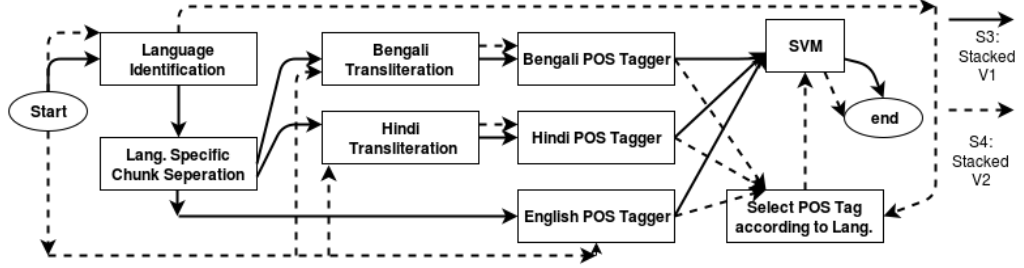 Start
Language
Identification
Lang. Specific
Chunk Seperation
Bengali
Transliteration
Hindi
Transliteration
Bengali POS Tagger
Hindi POS Tagger
English POS Tagger
SVM
Select POS Tag
according to Lang.
end
S3:
Stacked
V1
S4:
Stacked
V2